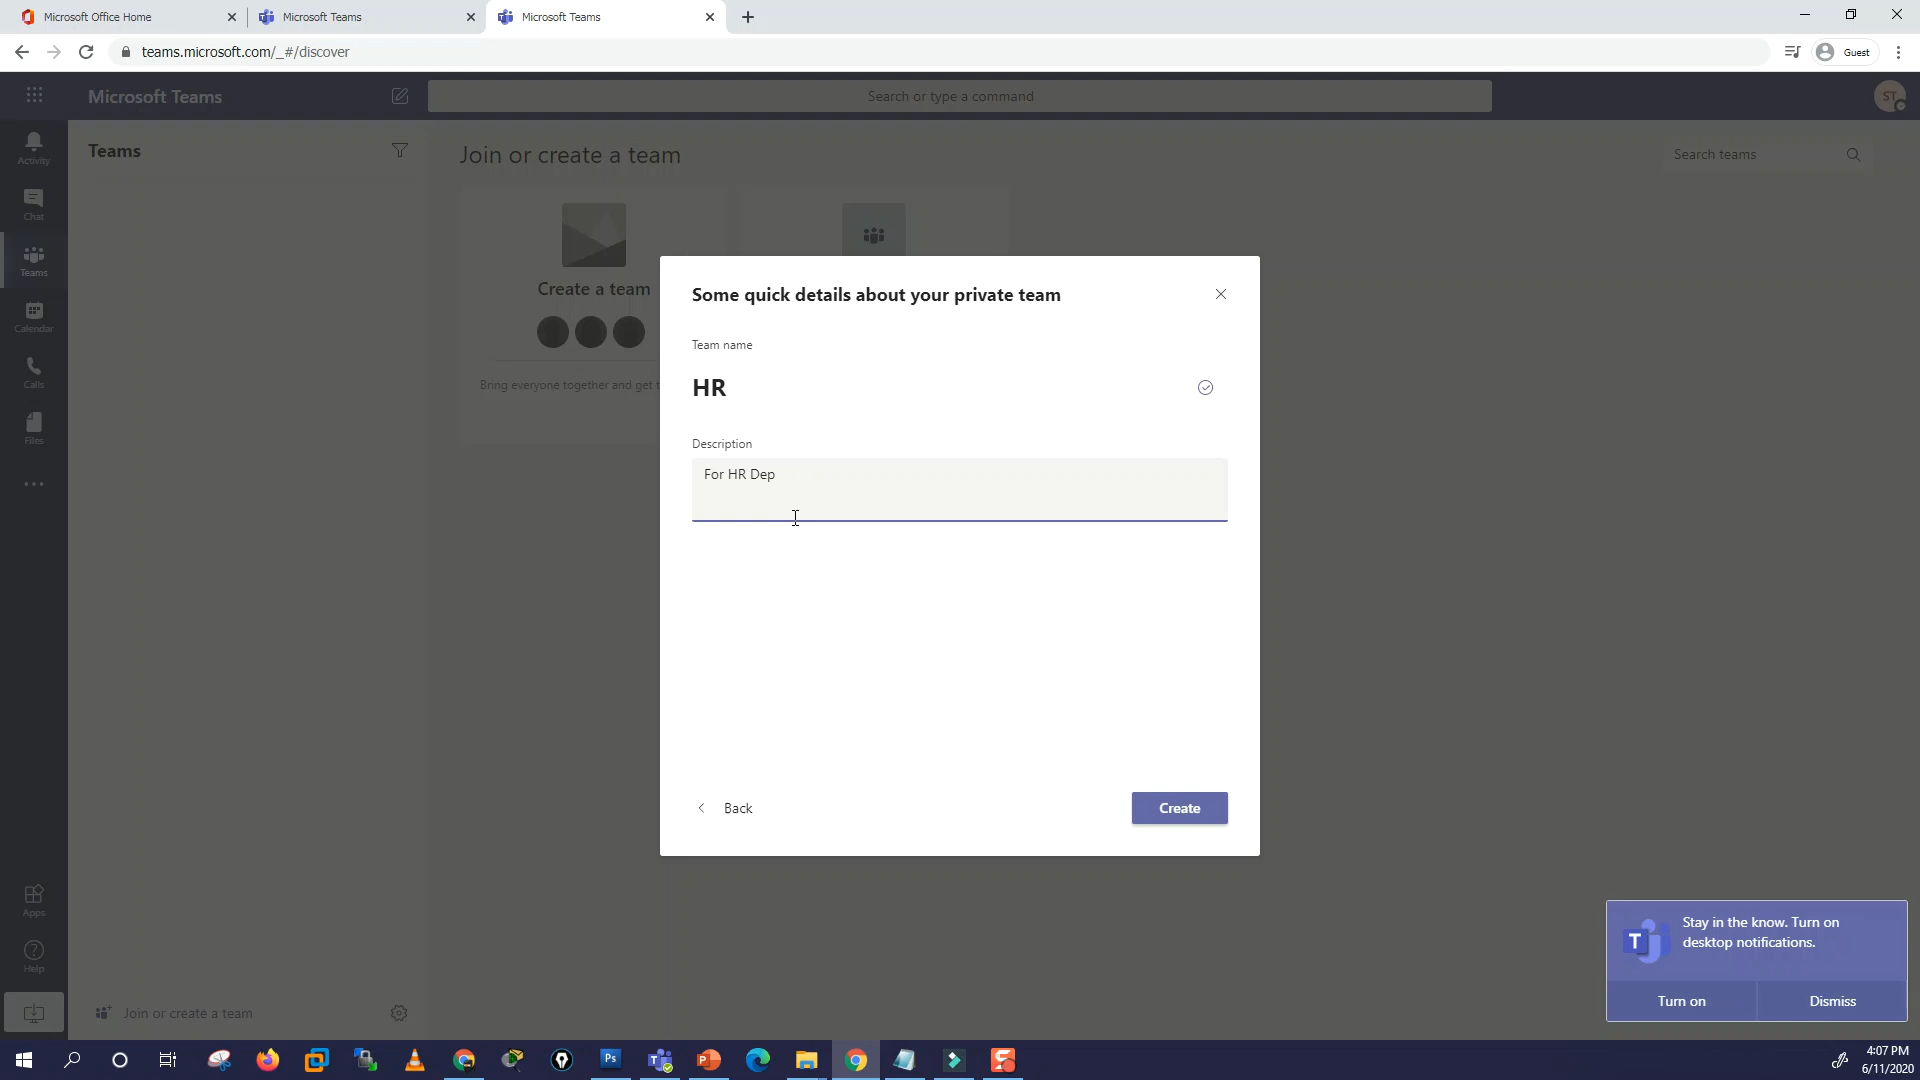 Microsoft Office Home
Microsoft Teams
Microsoft Teams
teams.microsoft.com/_#/discover
Guest
Microsoft Teams
Search or type a command
ST
Activity
Chat
Teams
Calendar
Calls
Files
Apps
Help
Teams
Join or create a team
Search teams
Create a team
Bring everyone together and get
Some quick details about your private team
Team name
HR
Description
For HR Dep
Back
Create
Join or create a team
Stay in the know. Turn on
desktop notifications.
Turn on
Dismiss
Ps
4:07 PM
6/11/2020